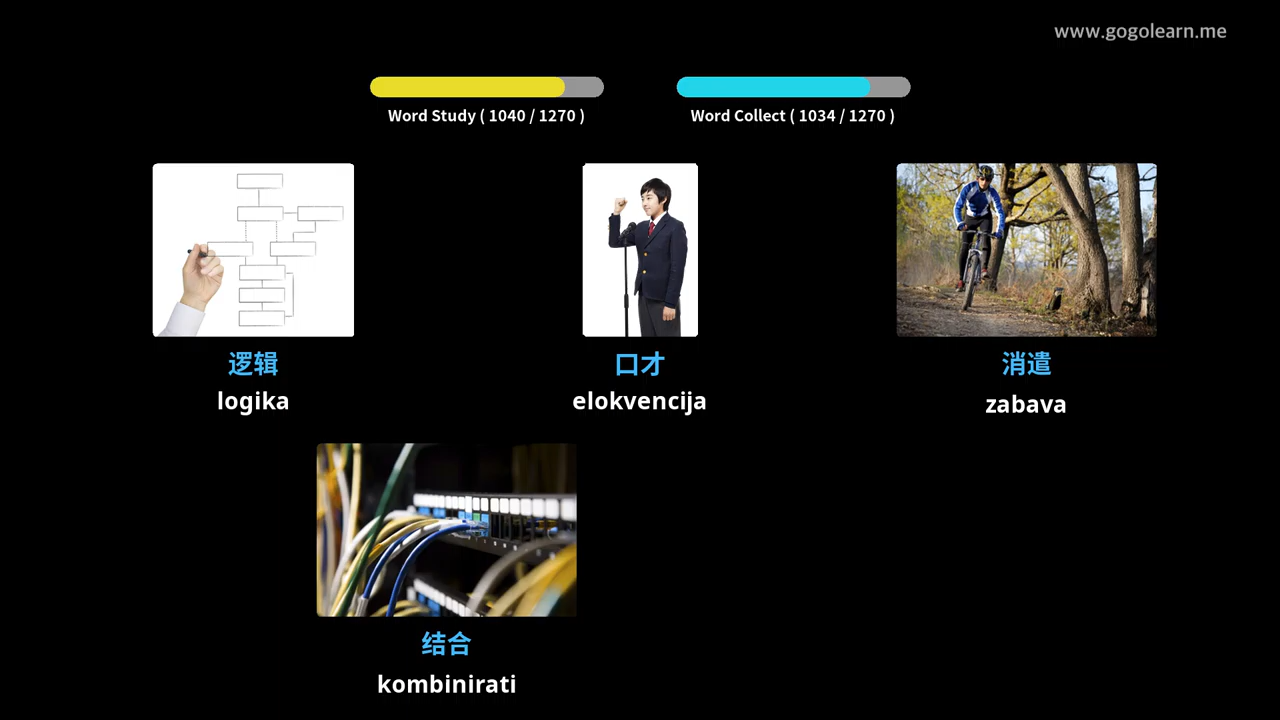 www.gogolearn.me
Word Study ( 1040 / 1270 )
Word Collect ( 1034 / 1270 )
逻辑
logika
口才
elokvencija
消遣
zabava
结合
kombinirati